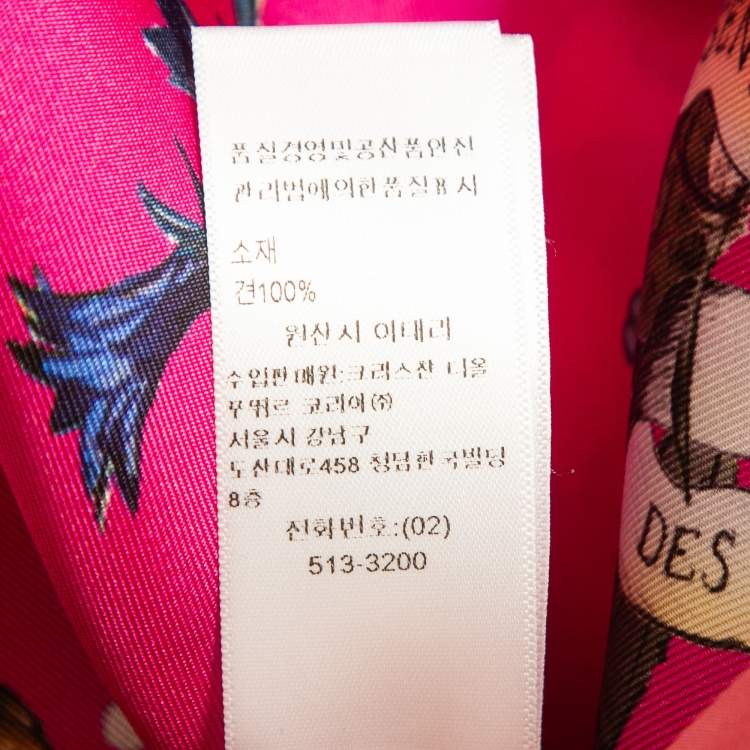 품질경영및공산품안전
관리법에의한품질표시
소재
견100%
원산시 이태리
수입판매원:크리스찬 디올
꾸뛰르 코리아㈜
서울시 강남구
도산대로458 청담한국빌딩
8층
전화번호:(02)
513-3200
DES